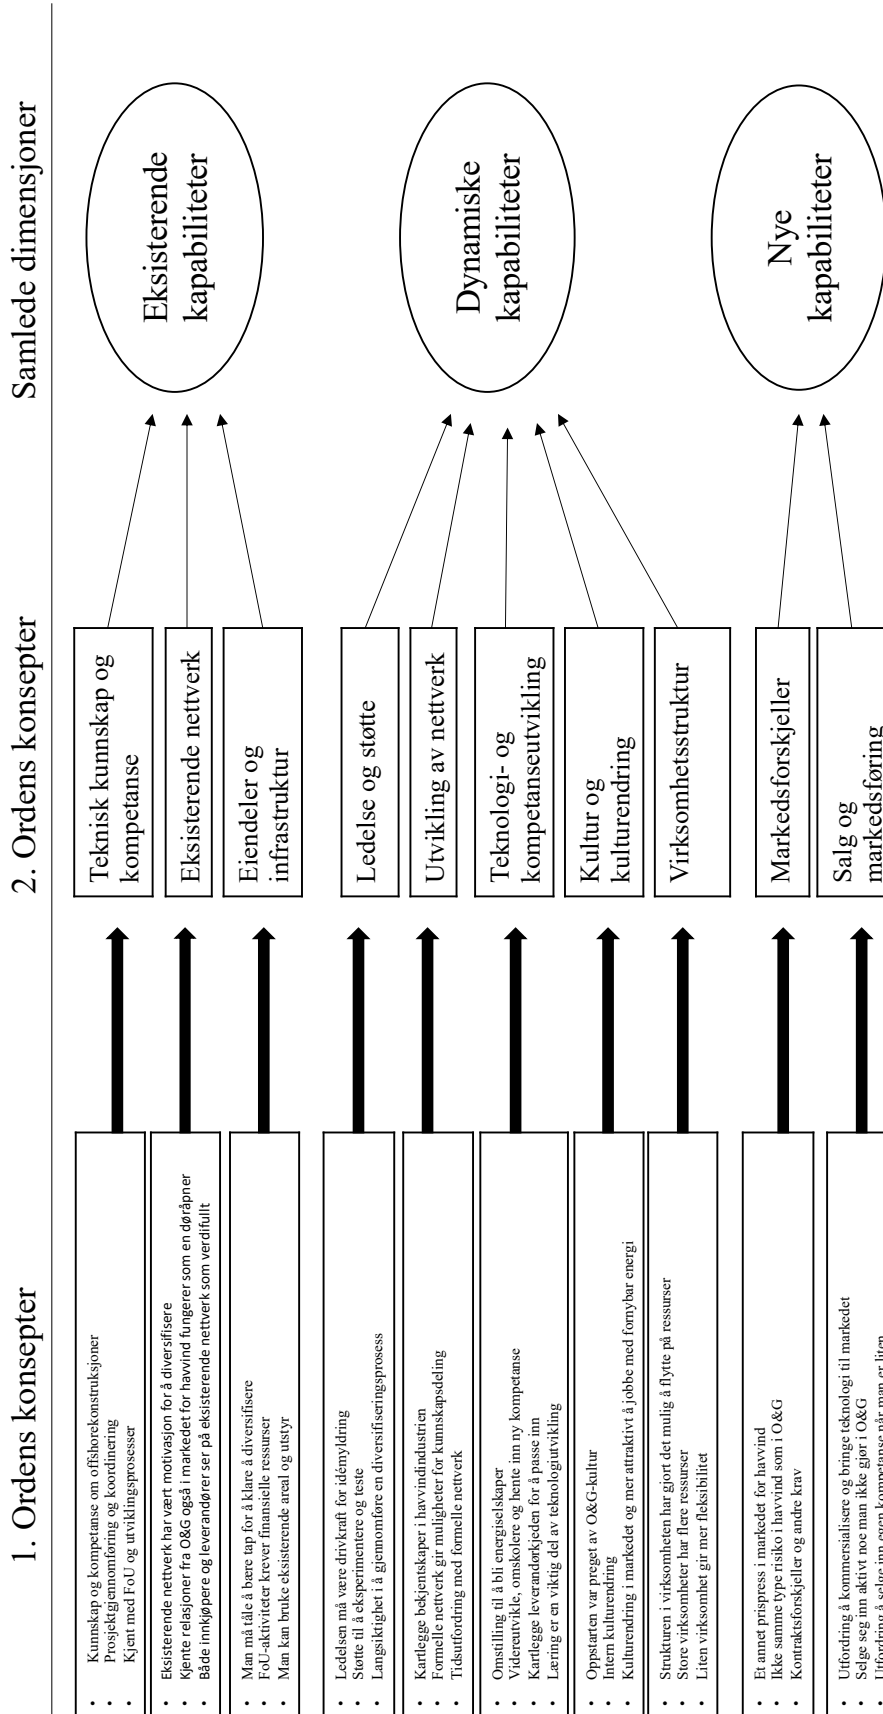 1. Ordens konsepter
2. Ordens konsepter
Samlede dimensjoner
• Kunnskap og kompetanse om offshorekonstruksjoner
• Prosjektgjennomføring og koordinering
• Kjent med FoU og utviklingsprosesser
Teknisk kunnskap og
kompetanse
• Eksisterende nettverk har vært motivasjon for å diversifisere
• Kjente relasjoner fra O&G også i markedet for havvind fungerer som en døråpner
• Både innkjøpere og leverandører ser på eksisterende nettverk som verdifullt
Eksisterende nettverk
• Man må tåle å bære tap for å klare å diversifisere
• FoU-aktiviteter krever finansielle ressurser
• Man kan bruke eksisterende areal og utstyr
Eiendeler og
infrastruktur
Eksisterende
kapabiliteter
• Ledelsen må være drivkraft for idémyldring
• Støtte til å eksperimentere og teste
• Langsiktighet i å gjennomføre en diversifiseringsprosess
Ledelse og støtte
• Kartlegge bekjentskaper i havvindindustrien
• Formelle nettverk gir muligheter for kunnskapsdeling
• Tidsutfordring med formelle nettverk
Utvikling av nettverk
• Omstilling til å bli energiselskaper
• Videreutvikle, omskolere og hente inn ny kompetanse
• Kartlegge leverandørkjeden for å passe inn
• Læring er en viktig del av teknologiutvikling
Teknologi- og
kompetanseutvikling
• Oppstarten var preget av O&G-kultur
• Intern kulturendring
• Kulturendring i markedet og mer attraktivt å jobbe med fornybar energi
Kultur og
kulturendring
• Strukturen i virksomheten har gjort det mulig å flytte på ressurser
• Store virksomheter har flere ressurser
• Liten virksomhet gir mer fleksibilitet
Virksomhetsstruktur
Dynamiske
kapabiliteter
• Et annet prispress i markedet for havvind
• Ikke samme type risiko i havvind som i O&G
• Kontraktsforskjeller og andre krav
Markedsforskjeller
• Utfordring å kommersialisere og bringe teknologi til markedet
• Selge seg inn aktivt noe man ikke gjør i O&G
• Utfordring å selge inn egen kompetanse når man er liten
Salg og
markedsføring
Nye
kapabiliteter